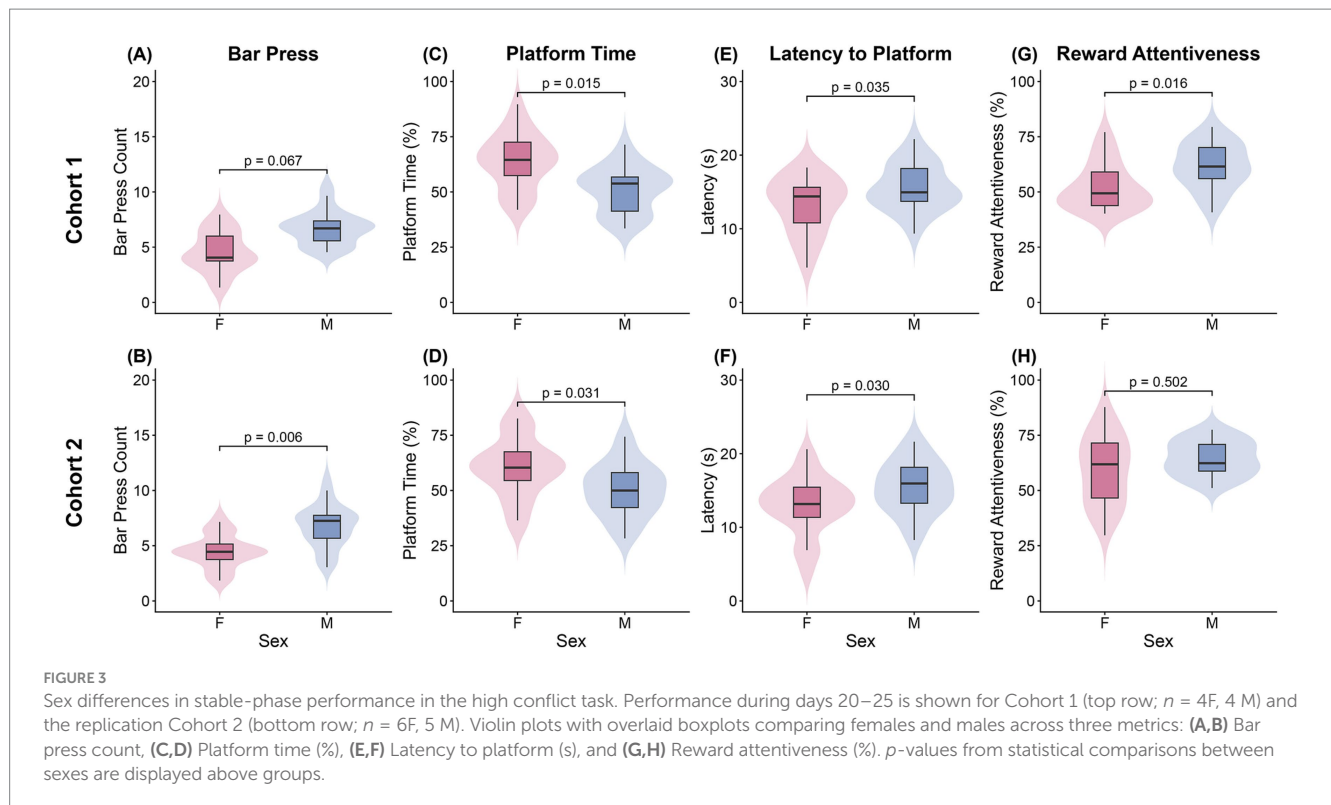 (A) Bar Press
(C) Platform Time
(E) Latency to Platform
(G) Reward Attentiveness
Cohort 1
Bar Press Count
20
15
10
5
0
p = 0.067
F M
Platform Time (%)
100
75
50
25
0
p = 0.015
F M
Latency (s)
30
20
10
0
p = 0.035
F M
Reward Attentiveness (%)
100
75
50
25
0
p = 0.016
F M
Cohort 2
(B)
Bar Press Count
20
15
10
5
0
p = 0.006
F M
Sex
(D)
Platform Time (%)
100
75
50
25
0
p = 0.031
F M
Sex
(F)
Latency (s)
30
20
10
0
p = 0.030
F M
Sex
(H)
Reward Attentiveness (%)
100
75
50
25
0
p = 0.502
F M
Sex
FIGURE 3
Sex differences in stable-phase performance in the high conflict task. Performance during days 20–25 is shown for Cohort 1 (top row; n = 4F, 4 M) and
the replication Cohort 2 (bottom row; n = 6F, 5 M). Violin plots with overlaid boxplots comparing females and males across three metrics: (A,B) Bar
press count, (C,D) Platform time (%), (E,F) Latency to platform (s), and (G,H) Reward attentiveness (%). p-values from statistical comparisons between
sexes are displayed above groups.